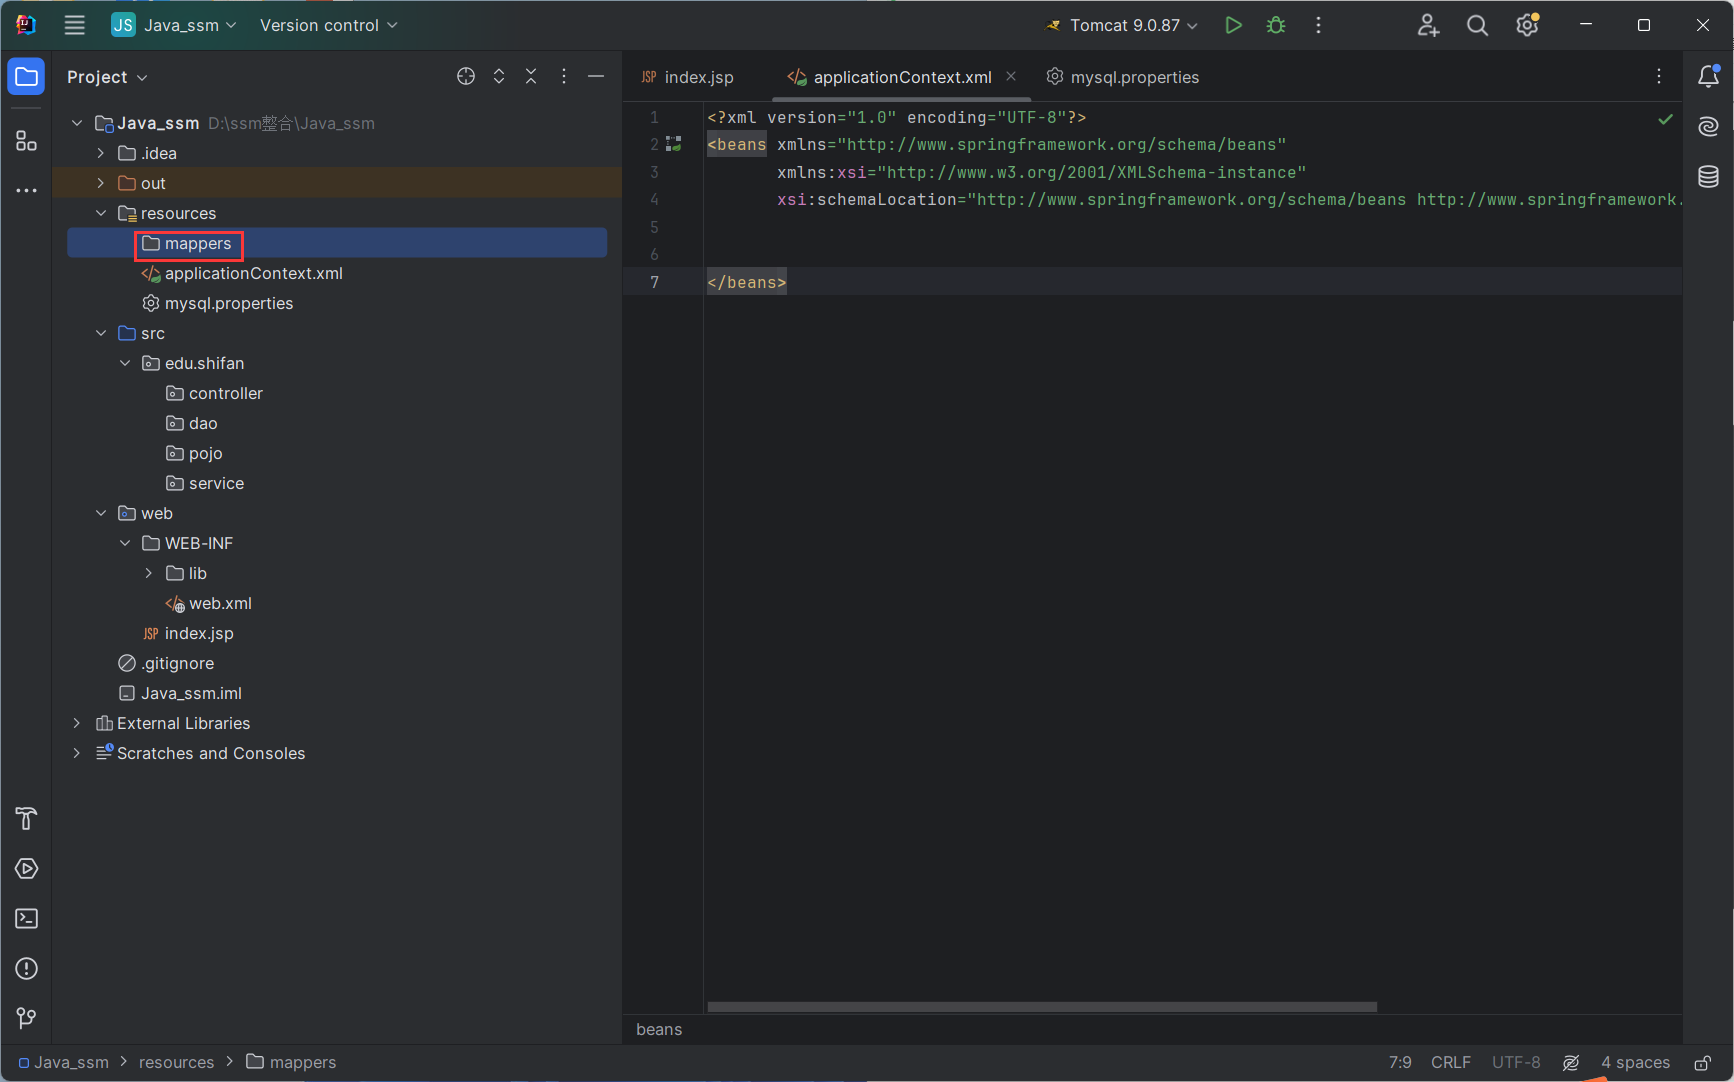 JS Java_ssm Version control Tomcat 9.0.87
Project
Java_ssm D:\ssm整合\Java_ssm
.idea
out
resources
mappers
applicationContext.xml
mysql.properties
src
edu.shifan
controller
dao
pojo
service
web
WEB-INF
lib
web.xml
JSP index.jsp
.gitignore
Java_ssm.iml
External Libraries
Scratches and Consoles
JSP index.jsp applicationContext.xml mysql.properties
1 <?xml version="1.0" encoding="UTF-8"?>
2 <beans xmlns="http://www.springframework.org/schema/beans"
3 xmlns:xsi="http://www.w3.org/2001/XMLSchema-instance"
4 xsi:schemaLocation="http://www.springframework.org/schema/beans http://www.springframework.
5
6
7 </beans>
beans
Java_ssm > resources > mappers 7:9 CRLF UTF-8 4 spaces